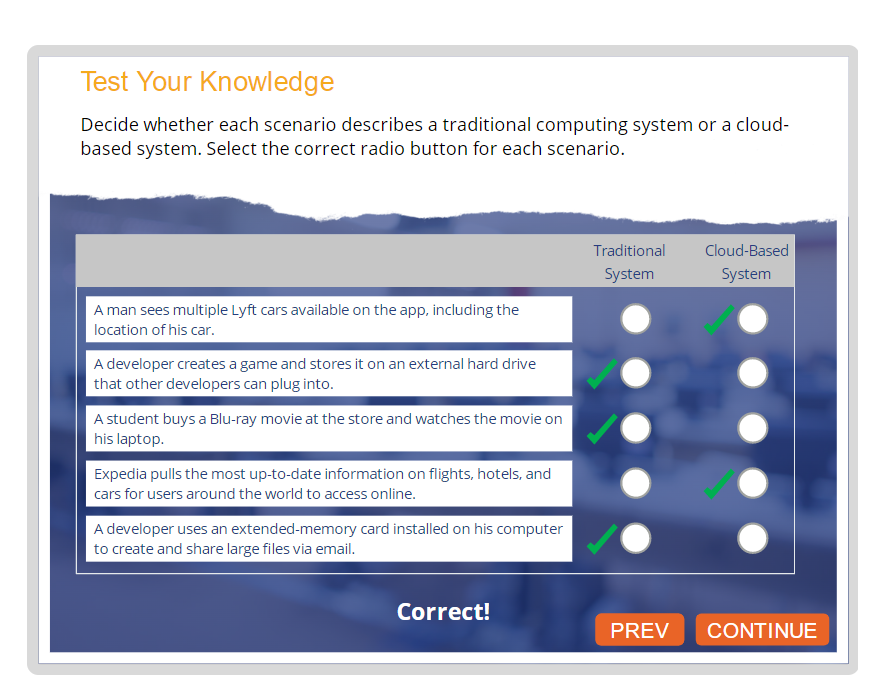 Test Your Knowledge
Decide whether each scenario describes a traditional computing system or a cloud-
based system. Select the correct radio button for each scenario.
Traditional Cloud-Based
System System
A man sees multiple Lyft cars available on the app, including the
location of his car.
A developer creates a game and stores it on an external hard drive
that other developers can plug into.
A student buys a Blu-ray movie at the store and watches the movie on
his laptop.
Expedia pulls the most up-to-date information on flights, hotels, and
cars for users around the world to access online.
A developer uses an extended-memory card installed on his computer
to create and share large files via email.
Correct!
PREV CONTINUE